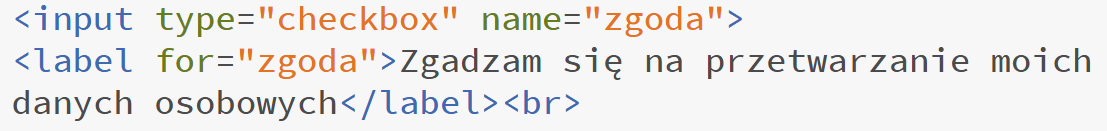 <input type="checkbox" name="zgoda">
<label for="zgoda">Zgadzam się na przetwarzanie moich
danych osobowych</label><br>